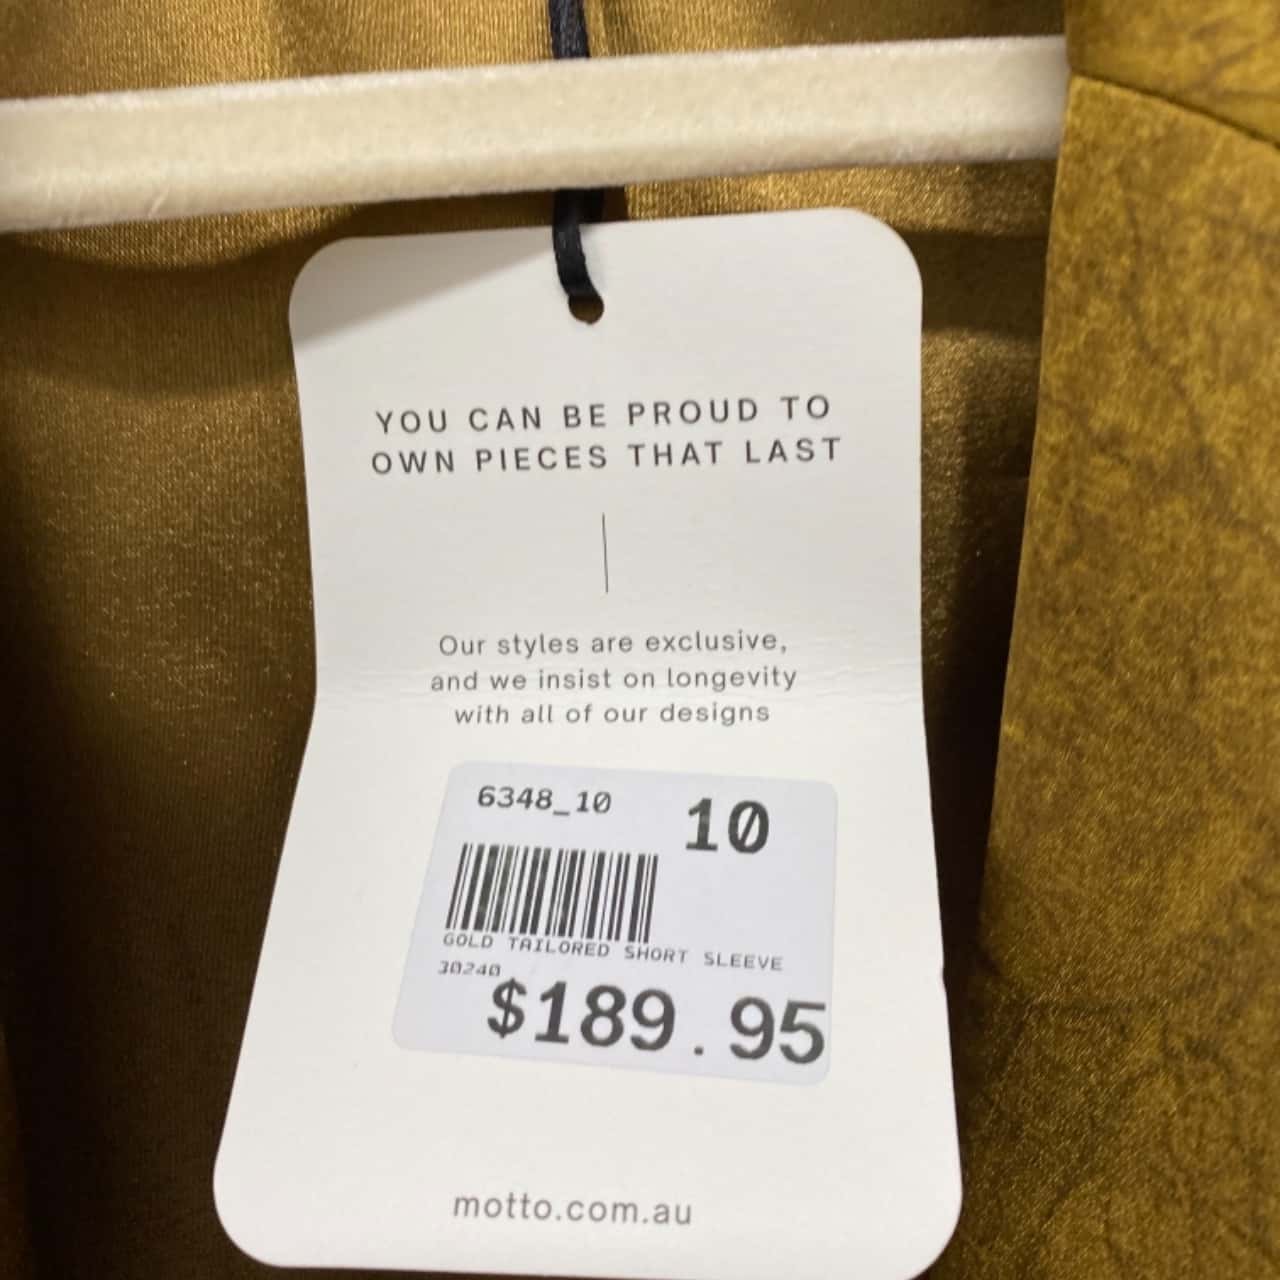 YOU CAN BE PROUD TO
OWN PIECES THAT LAST
Our styles are exclusive,
and we insist on longevity
with all of our designs
6348_10
10
GOLD TAILORED SHORT SLEEVE
30240
$189.95
motto.com.au